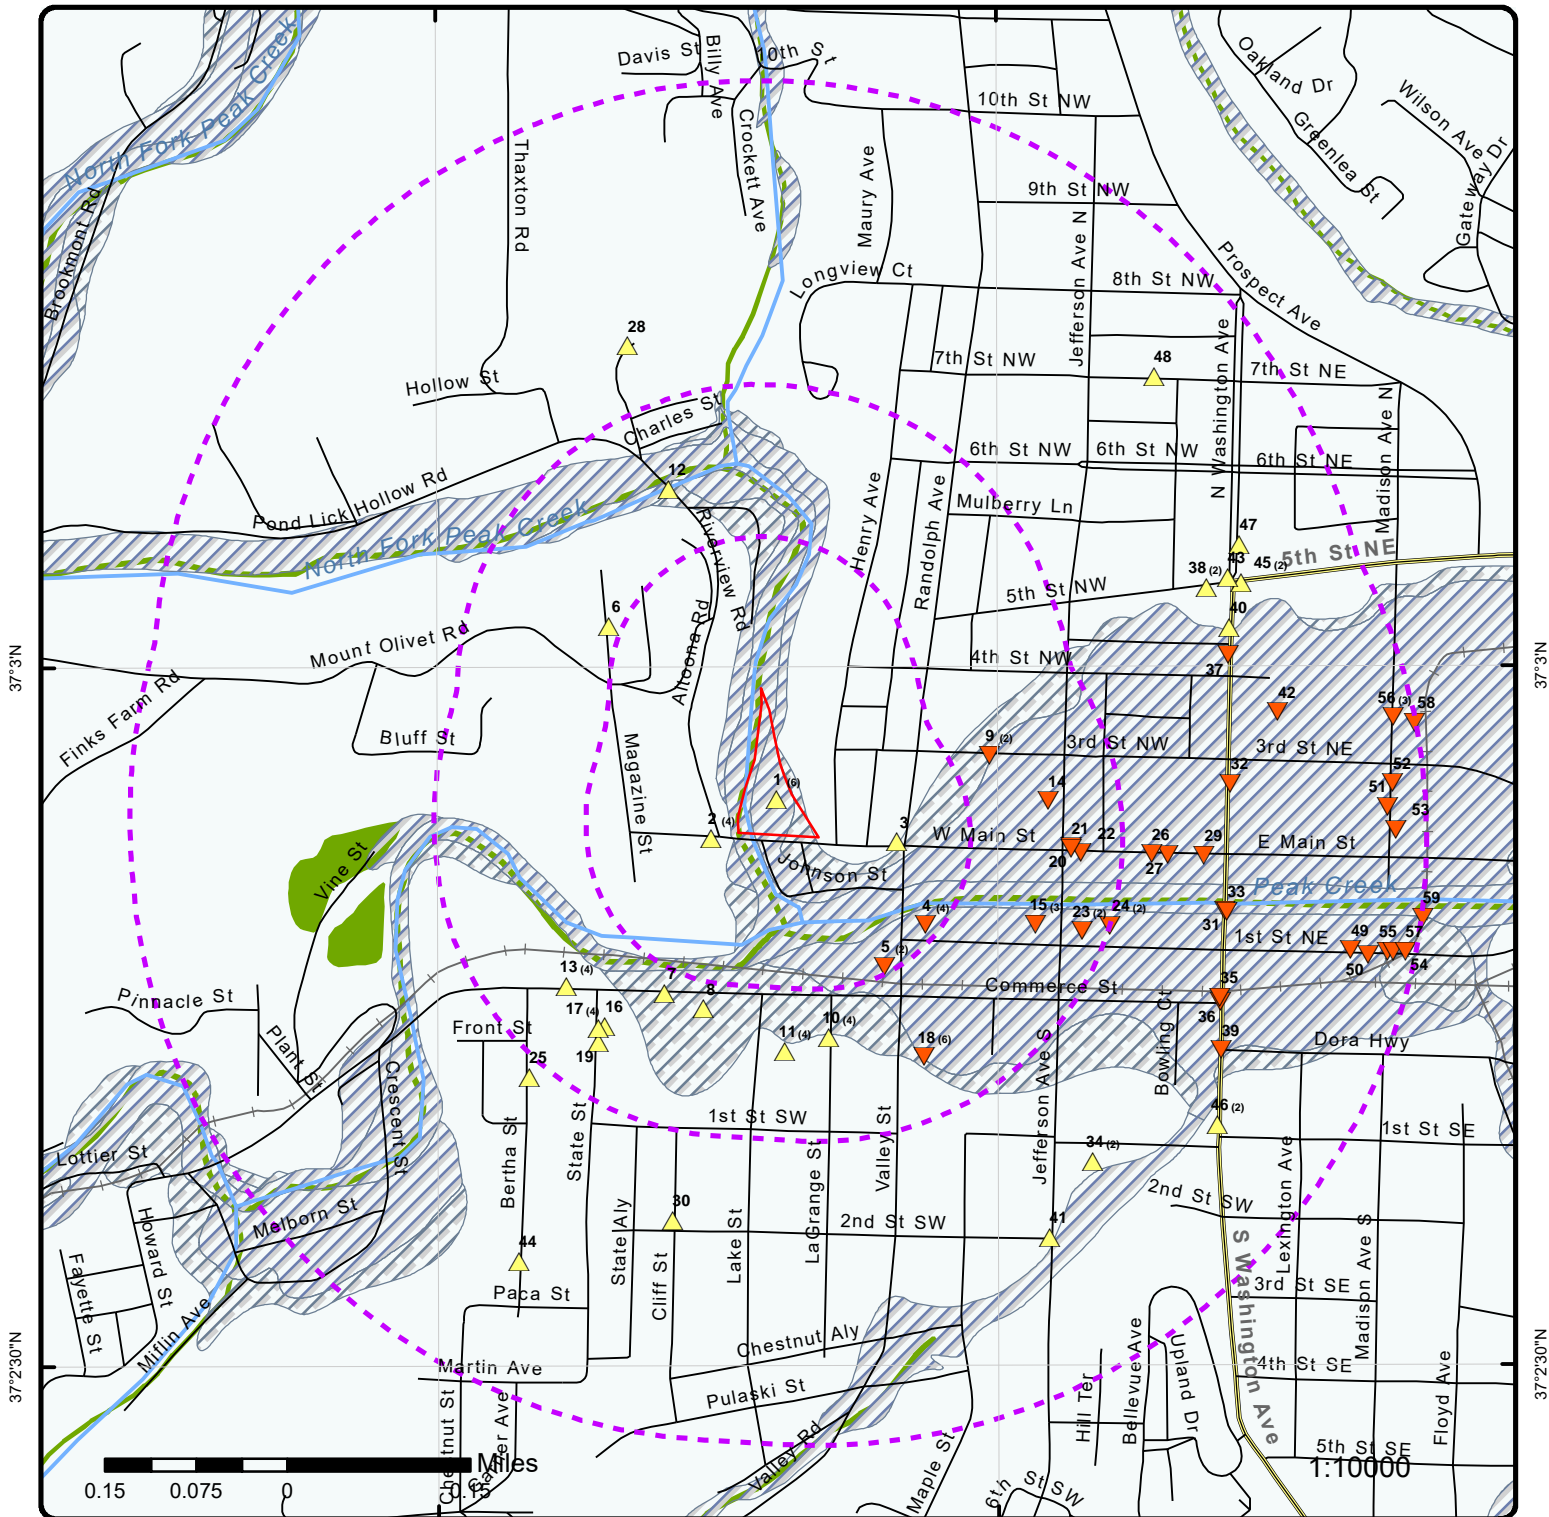 Davis St
Billy Ave
10th St
Oakland Dr
Wilson Ave
North Fork Peak Creek
Thaxton Rd
Crockett Ave
10th St NW
Greenlea St
Gateway Dr
Maury Ave
9th St NW
Brookmont Rd
Jefferson Ave N
Prospect Ave
Longview Ct
8th St NW
28
N Washington Ave
7th St NW
48
7th St NE
Hollow St
Charles St
Madison Ave N
6th St NW
6th St NW
6th St NE
12
Pond Lick Hollow Rd
North Fork Peak Creek
Riverview Rd
Henry Ave
Randolph Ave
Mulberry Ln
47
5th St NE
38 (2)
43
45 (2)
5th St NW
40
6
Altoona Rd
37°3'N
Mount Olivet Rd
4th St NW
37
37°3'N
Finks Farm Rd
42
56 (3)
58
Bluff St
Magazine St
9 (2)
3rd St NW
3rd St NE
14
32
52
1 (6)
51
53
2 (4)
3
W Main St
21
22
26
29
E Main St
20
27
Vine St
Johnson St
Peak Creek
33
59
4 (4)
15 (3)
23 (2)
24 (2)
31
1st St NE
49
55
57
5 (2)
50
54
13 (4)
7
8
Commerce St
35
Pinnacle St
17 (4)
16
10 (4)
36
Front St
11 (4)
18 (6)
39
Dora Hwy
Plant St
25
19
Crescent St
Jefferson Ave S
Bowling Ct
State St
1st St SW
Valley St
46 (2)
1st St SE
Lottier St
Bertha St
34 (2)
La Grange St
Lexington Ave
2nd St SW
Melborn St
Howard St
State Aly
30
Lake St
2nd St SW
41
Madison Ave S
44
Cliff St
S Washington Ave
3rd St SE
Fayette St
Paca St
Miflin Ave
Chestnut Aly
37°2'30"N
Martin Ave
4th St SE
37°2'30"N
Pulaski St
Hill Ter
Bellevue Ave
Upland Dr
Floyd Ave
Chestnut St
Valley Rd
Maple St
6th St SW
5th St SE
Miles
1:10000
0.15
0.075
0
0.15